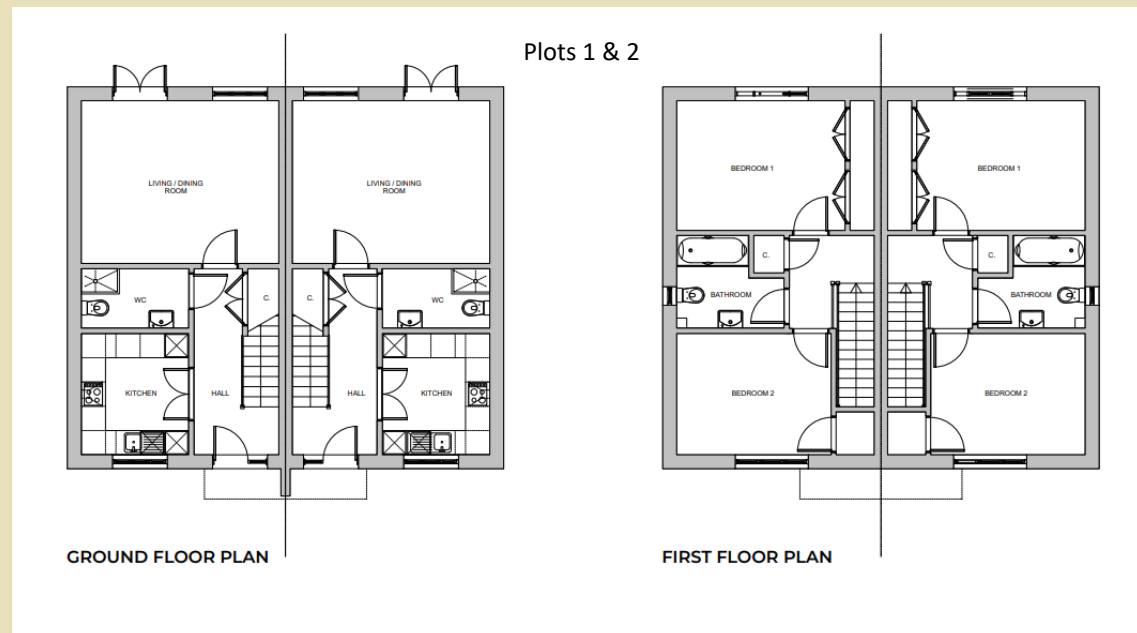 Plots 1 & 2
LIVING / DINING
ROOM
LIVING / DINING
ROOM
WC
C.
C.
WC
KITCHEN
HALL
HALL
KITCHEN
GROUND FLOOR PLAN
BEDROOM 1
BEDROOM 1
C.
C.
BATHROOM
BATHROOM
BEDROOM 2
BEDROOM 2
FIRST FLOOR PLAN